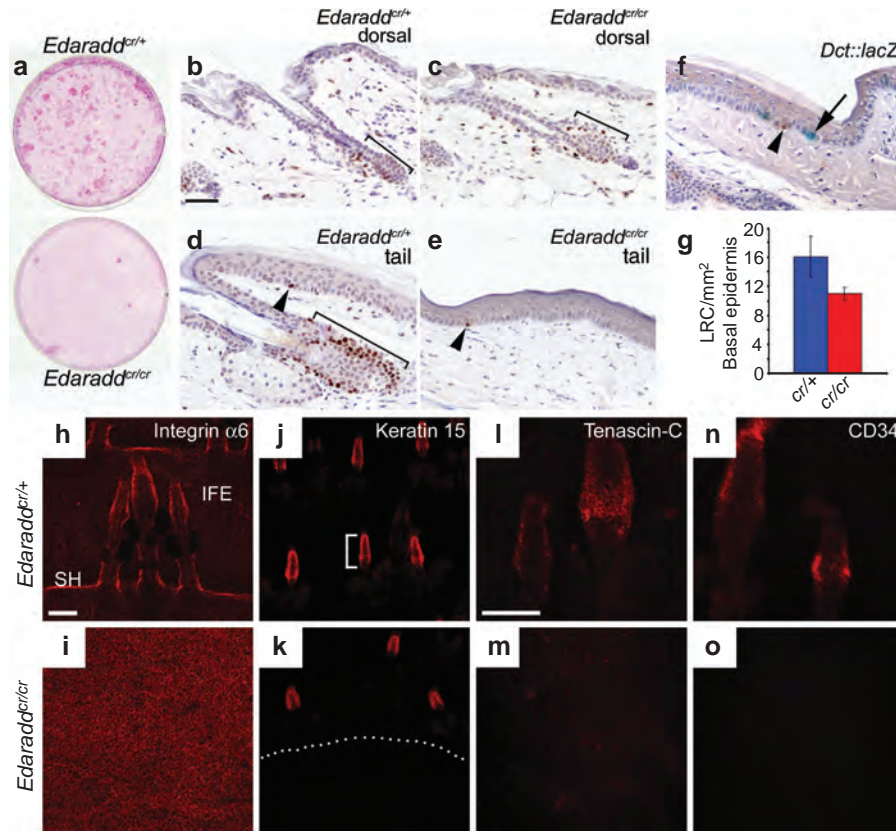 Edaradd^cr/+
a
Edaradd^cr/cr
Edaradd^cr/+
dorsal
b
Edaradd^cr/cr
dorsal
c
Dct::lacZ
f
Edaradd^cr/+
tail
d
Edaradd^cr/cr
tail
e
g
LRC/mm²
Basal epidermis
20
16
12
8
4
0
cr/+
cr/cr
Edaradd^cr/+
h
Integrin α6
IFE
SH
j
Keratin 15
l
Tenascin-C
n
CD34
Edaradd^cr/cr
i
k
m
o